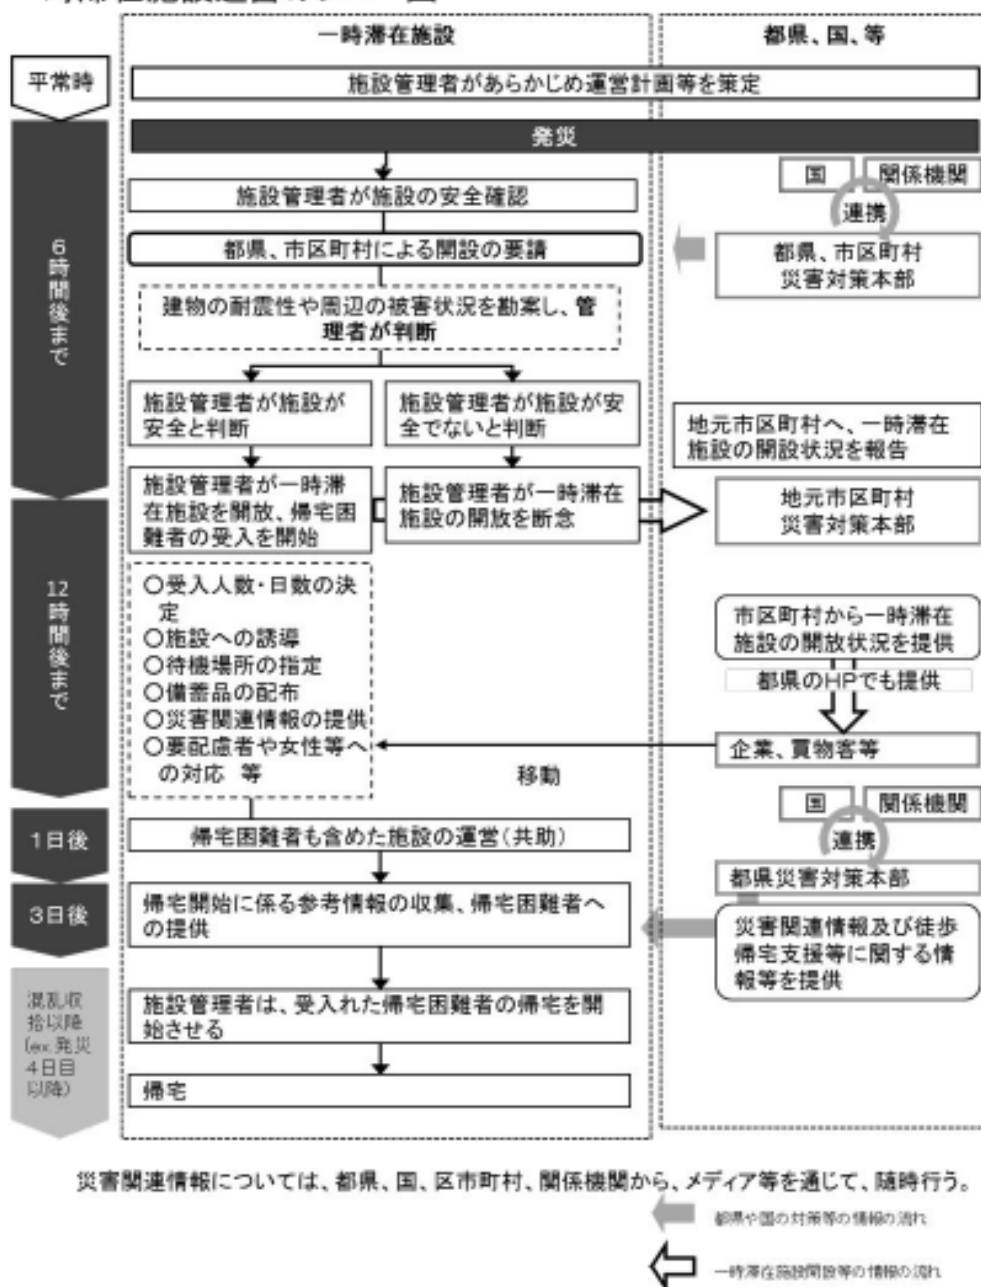 一時滞在施設
都県、国、等
平常時
施設管理者があらかじめ運営計画等を策定
発災
6時間後まで
施設管理者が施設の安全確認
国
関係機関
連携
都県、市区町村による開設の要請
都県、市区町村
災害対策本部
建物の耐震性や周辺の被害状況を勘案し、管
理者が判断
施設管理者が施設が
安全と判断
施設管理者が施設が安
全でないと判断
地元市区町村へ、一時滞在
施設の開設状況を報告
施設管理者が一時滞
在施設を開放、帰宅困
難者の受入を開始
施設管理者が一時滞在
施設の開放を断念
地元市区町村
災害対策本部
12時間後まで
○受入人数・日数の決
定
○施設への誘導
○待機場所の指定
○備蓄品の配布
○災害関連情報の提供
○要配慮者や女性等へ
の対応 等
市区町村から一時滞在
施設の開放状況を提供
都県のHPでも提供
企業、買物客等
移動
国
関係機関
連携
1日後
帰宅困難者も含めた施設の運営(共助)
都県災害対策本部
3日後
帰宅開始に係る参考情報の収集、帰宅困難者へ
の提供
災害関連情報及び徒歩
帰宅支援等に関する情
報等を提供
混乱収
拾以降
(ex.発災
4日目
以降)
施設管理者は、受入れた帰宅困難者の帰宅を開
始させる
帰宅
災害関連情報については、都県、国、区市町村、関係機関から、メディア等を通じて、随時行う。
都県や国の対策等の情報の流れ
一時滞在施設開設等の情報の流れ